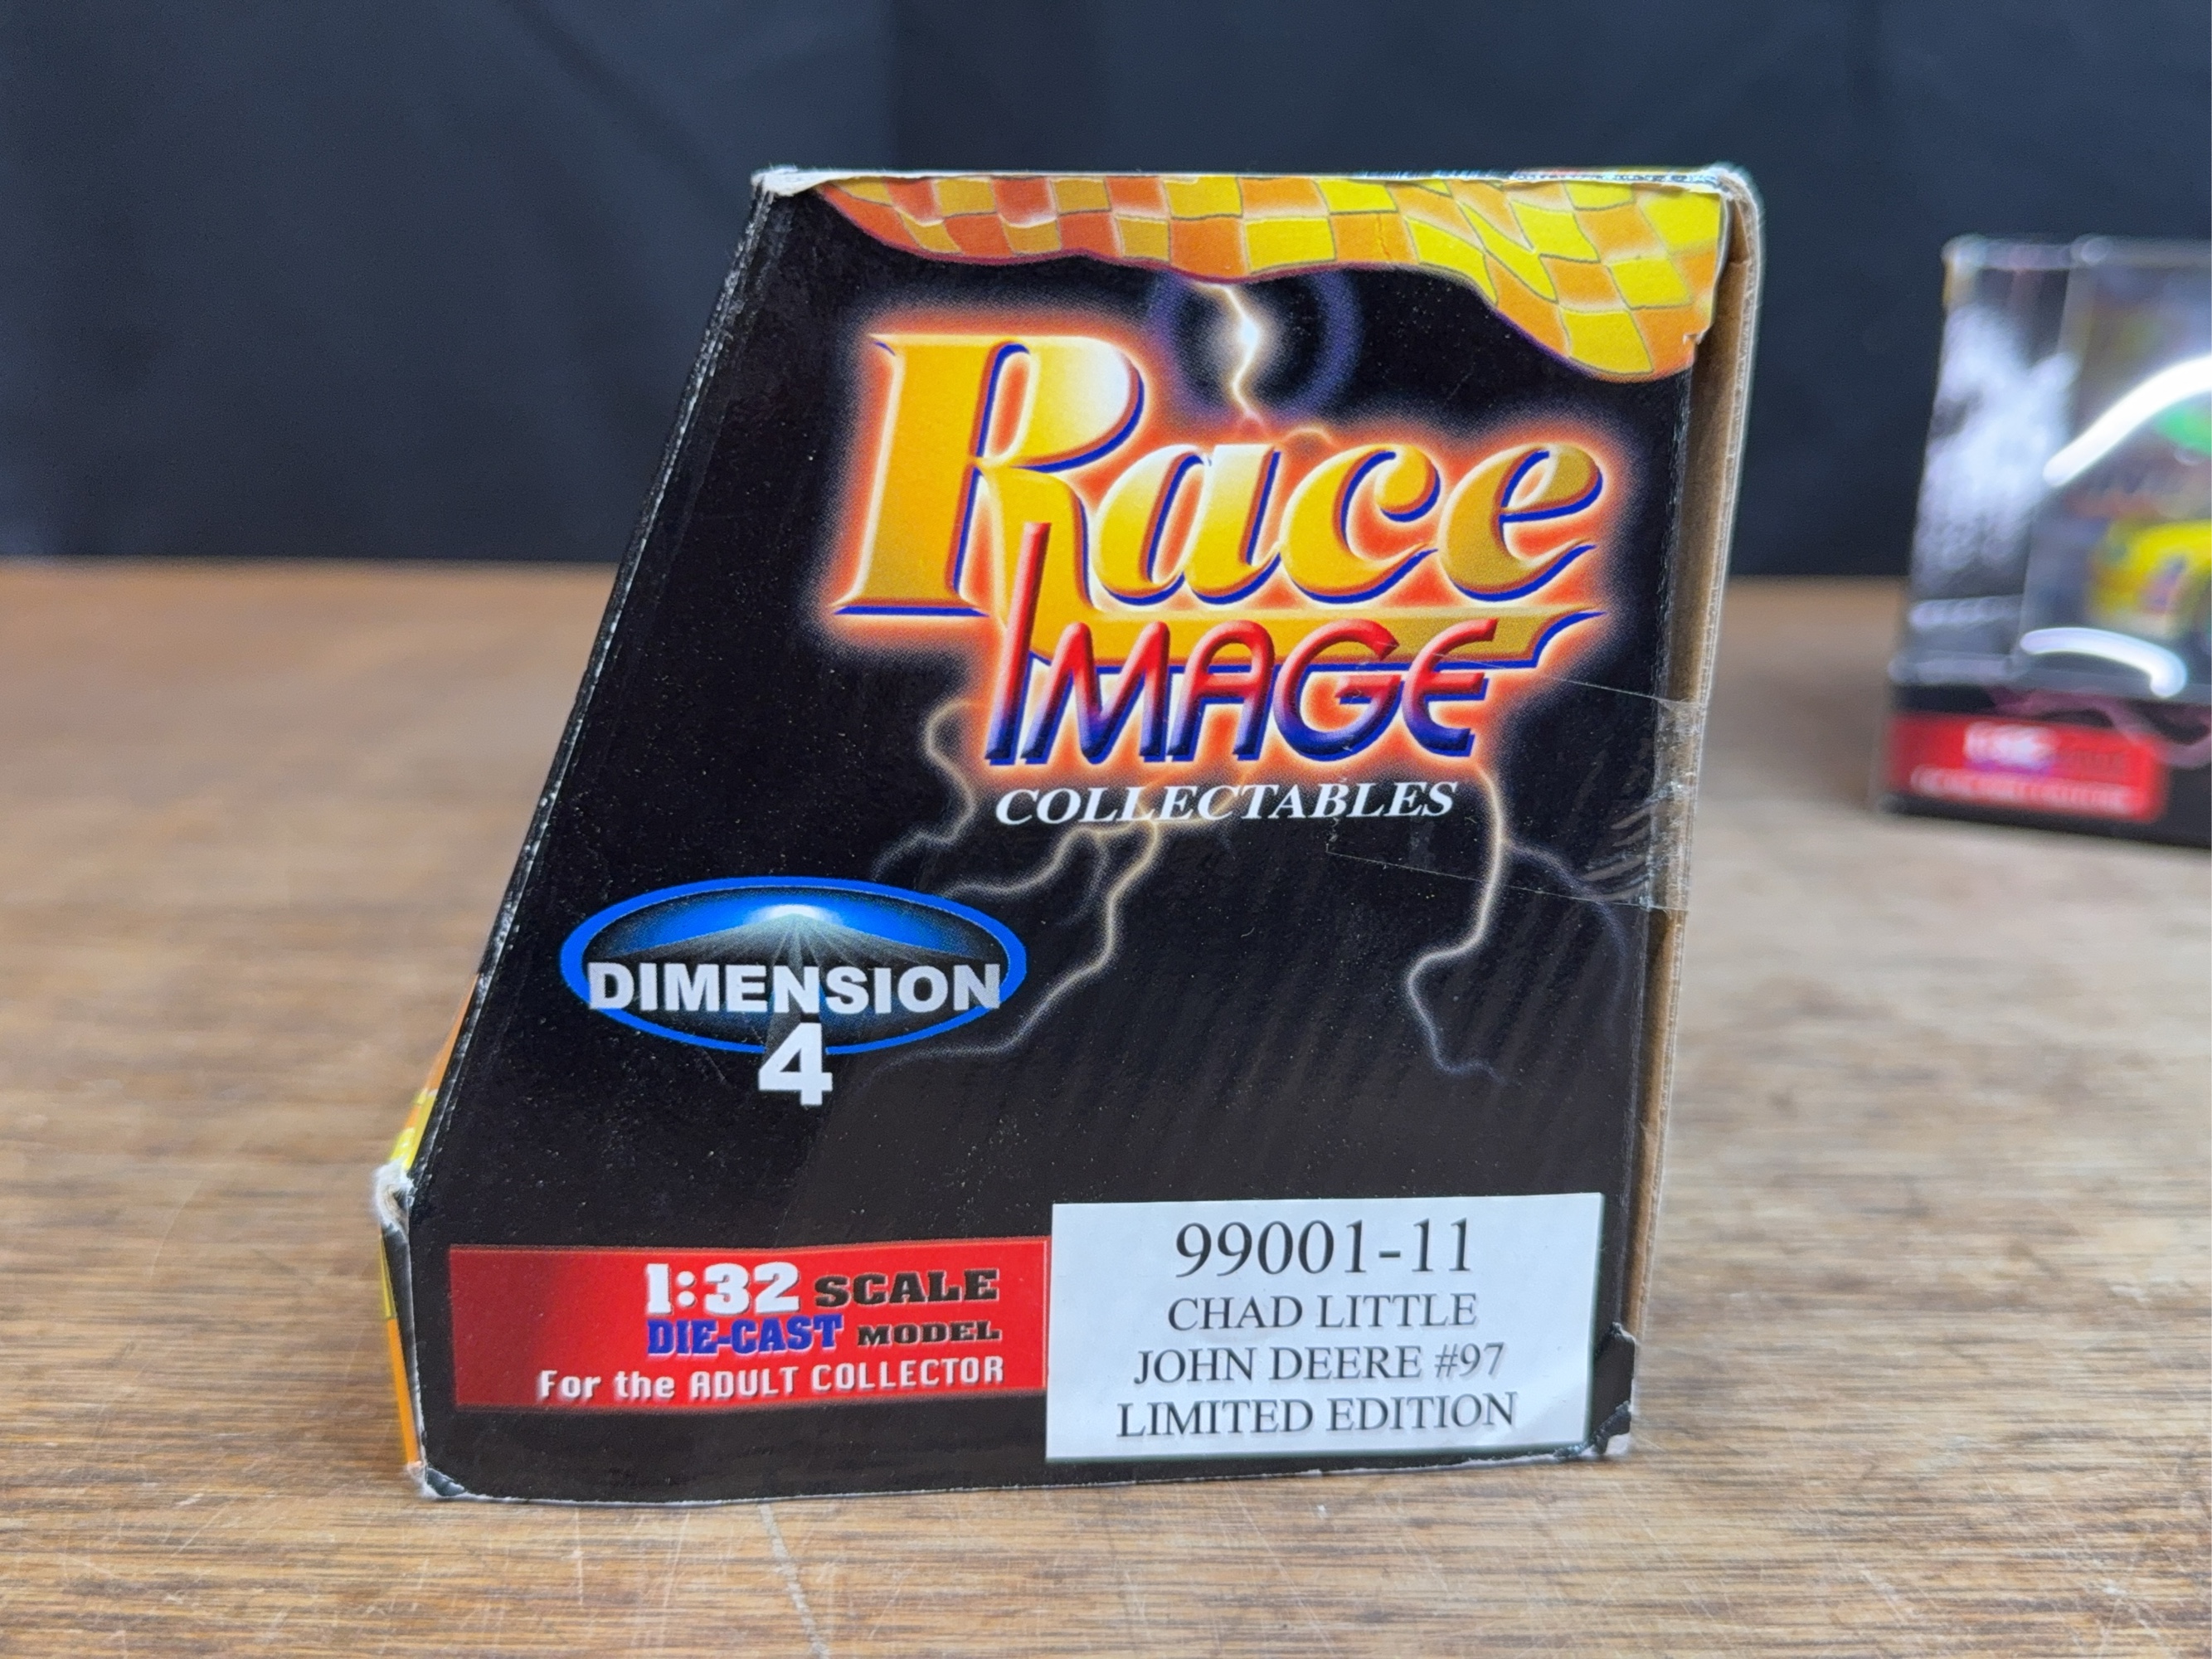 Race
IMAGE
COLLECTABLES
DIMENSION
4
1:32 SCALE
DIE-CAST MODEL
For the ADULT COLLECTOR
99001-11
CHAD LITTLE
JOHN DEERE #97
LIMITED EDITION